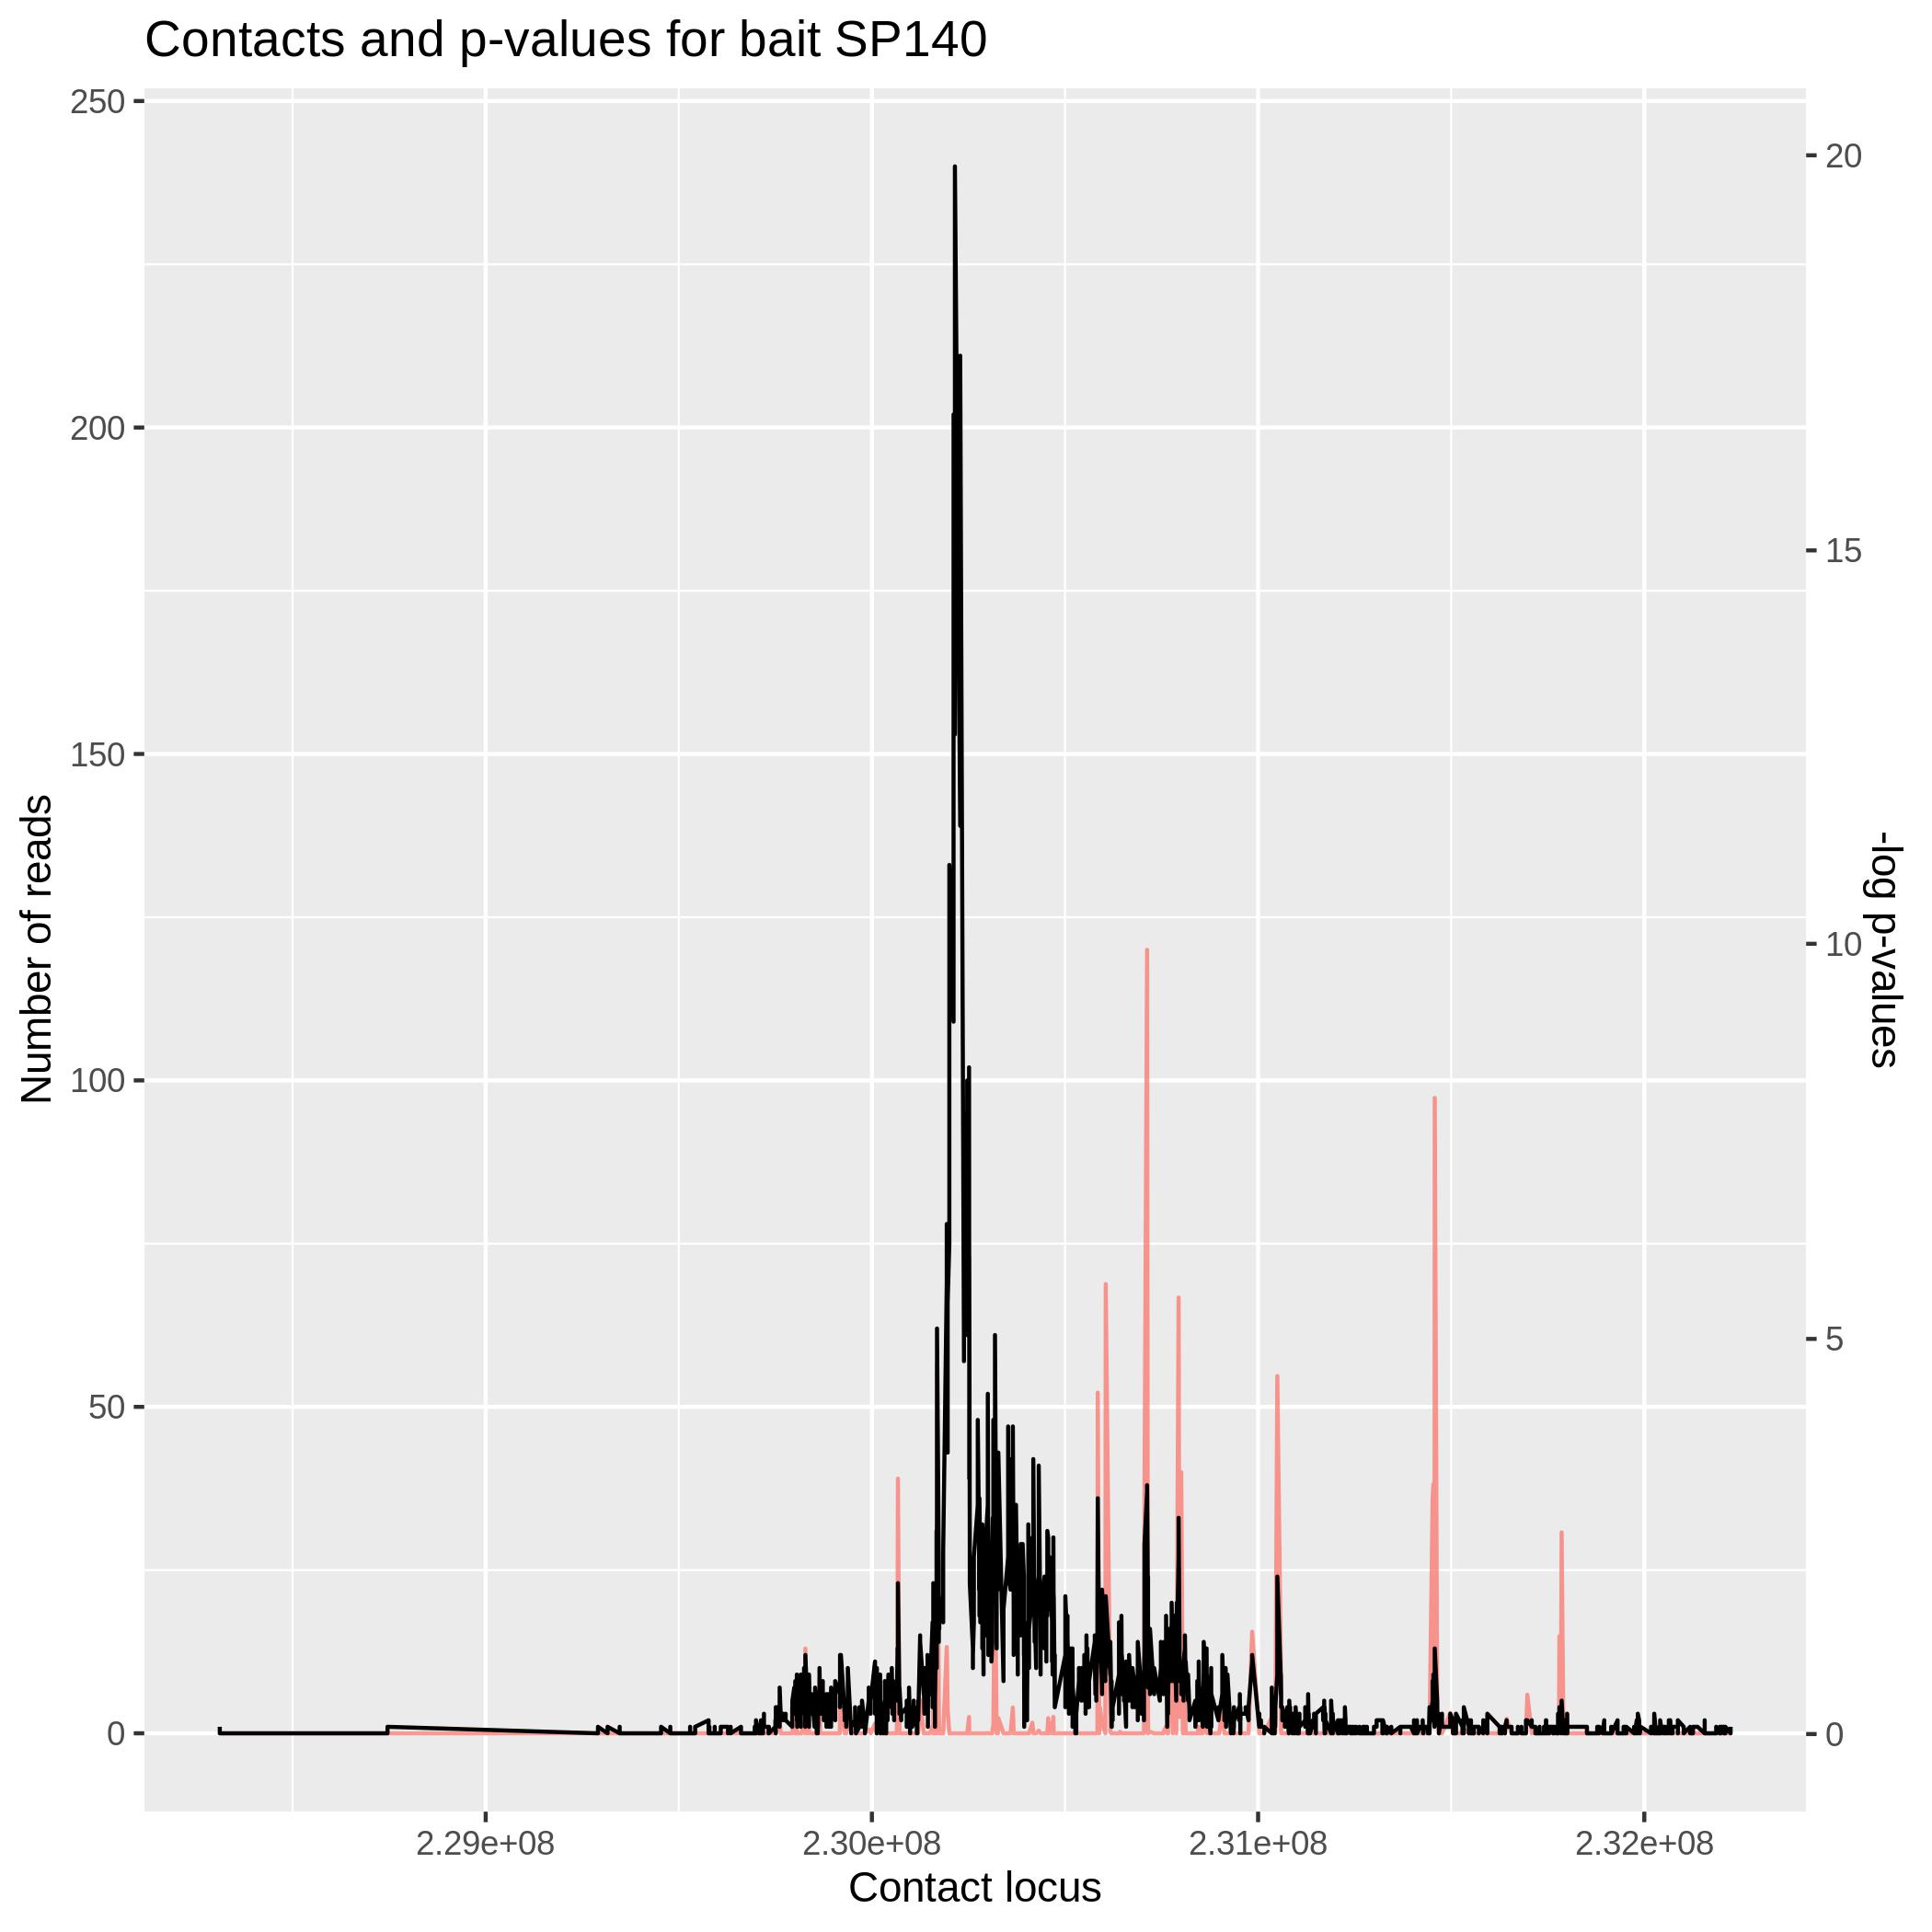 Contacts and p-values for bait SP140
250
200
150
100
50
0
Number of reads
20
15
10
5
0
-log p-values
2.29e+08 2.30e+08 2.31e+08 2.32e+08
Contact locus